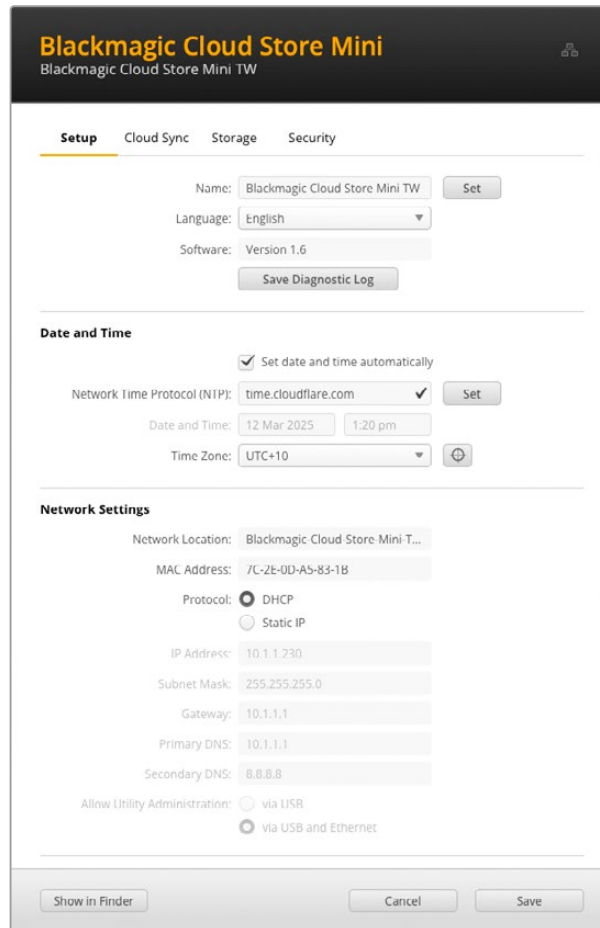 Blackmagic Cloud Store Mini
Blackmagic Cloud Store Mini TW
Setup Cloud Sync Storage Security
Name: Blackmagic Cloud Store Mini TW Set
Language: English
Software: Version 1.6
Save Diagnostic Log
Date and Time
Set date and time automatically
Network Time Protocol (NTP): time.cloudflare.com Set
Date and Time: 12 Mar 2025 1:20 pm
Time Zone: UTC+10
Network Settings
Network Location: Blackmagic-Cloud-Store-Mini-T...
MAC Address: 7C-2E-0D-A5-83-1B
Protocol: DHCP
Static IP
IP Address: 10.1.1.230
Subnet Mask: 255.255.255.0
Gateway: 10.1.1.1
Primary DNS: 10.1.1.1
Secondary DNS: 8.8.8.8
Allow Utility Administration: via USB
via USB and Ethernet
Show in Finder Cancel Save